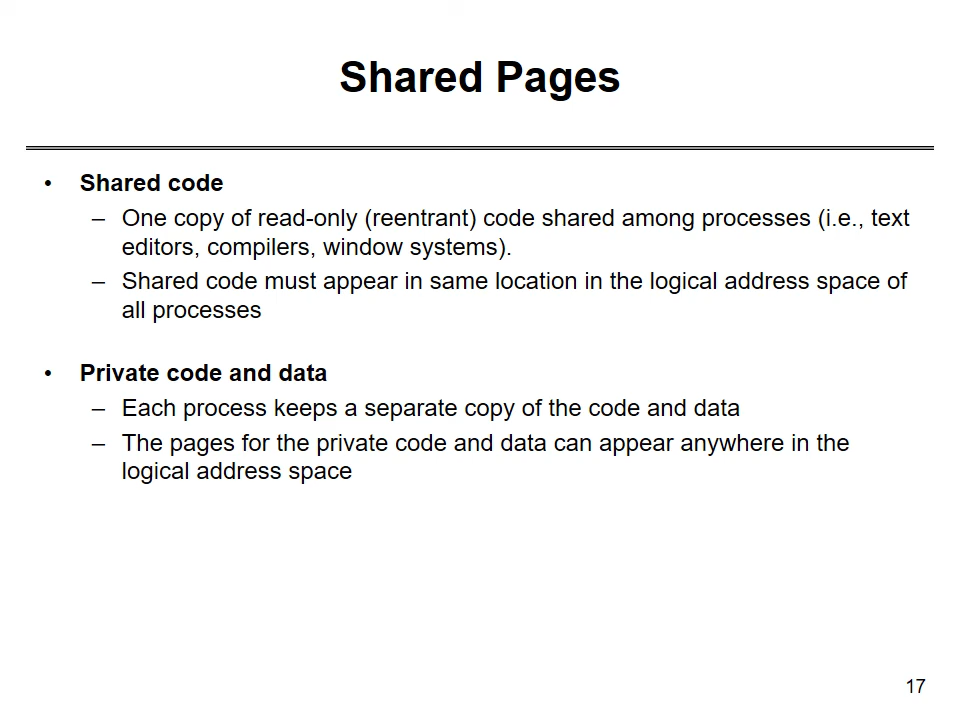 Shared Pages
• Shared code
– One copy of read-only (reentrant) code shared among processes (i.e., text
editors, compilers, window systems).
– Shared code must appear in same location in the logical address space of
all processes
• Private code and data
– Each process keeps a separate copy of the code and data
– The pages for the private code and data can appear anywhere in the
logical address space
17